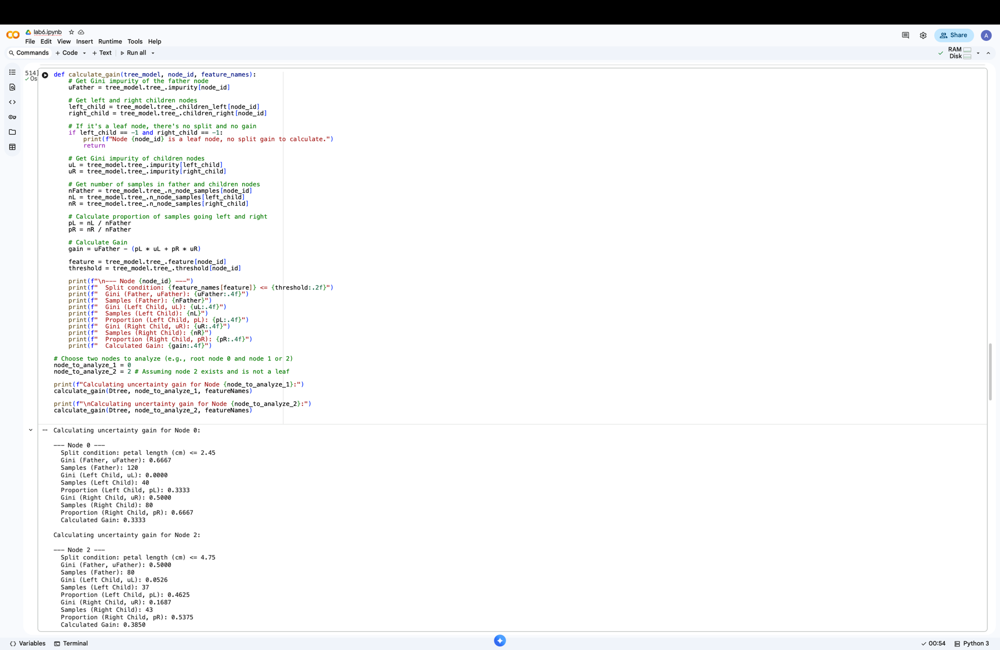 lab6.ipynb
File Edit View Insert Runtime Tools Help
Share
A
Commands + Code + Text Run all
RAM
Disk
514]
0s
def calculate_gain(tree_model, node_id, feature_names):
    # Get Gini impurity of the father node
    uFather = tree_model.tree_.impurity[node_id]
    # Get left and right children nodes
    left_child = tree_model.tree_.children_left[node_id]
    right_child = tree_model.tree_.children_right[node_id]
    # If it's a leaf node, there's no split and no gain
    if left_child == -1 and right_child == -1:
        print(f"Node {node_id} is a leaf node, no split gain to calculate.")
        return
    # Get Gini impurity of children nodes
    uL = tree_model.tree_.impurity[left_child]
    uR = tree_model.tree_.impurity[right_child]
    # Get number of samples in father and children nodes
    nFather = tree_model.tree_.n_node_samples[node_id]
    nL = tree_model.tree_.n_node_samples[left_child]
    nR = tree_model.tree_.n_node_samples[right_child]
    # Calculate proportion of samples going left and right
    pL = nL / nFather
    pR = nR / nFather
    # Calculate Gain
    gain = uFather - (pL * uL + pR * uR)
    feature = tree_model.tree_.feature[node_id]
    threshold = tree_model.tree_.threshold[node_id]
    print(f"\n--- Node {node_id} ---")
    print(f"  Split condition: {feature_names[feature]} <= {threshold:.2f}")
    print(f"  Gini (Father, uFather): {uFather:.4f}")
    print(f"  Samples (Father): {nFather}")
    print(f"  Gini (Left Child, uL): {uL:.4f}")
    print(f"  Samples (Left Child): {nL}")
    print(f"  Proportion (Left Child, pL): {pL:.4f}")
    print(f"  Gini (Right Child, uR): {uR:.4f}")
    print(f"  Samples (Right Child): {nR}")
    print(f"  Proportion (Right Child, pR): {pR:.4f}")
    print(f"  Calculated Gain: {gain:.4f}")
# Choose two nodes to analyze (e.g., root node 0 and node 1 or 2)
node_to_analyze_1 = 0
node_to_analyze_2 = 2 # Assuming node 2 exists and is not a leaf
print(f"Calculating uncertainty gain for Node {node_to_analyze_1}:")
calculate_gain(Dtree, node_to_analyze_1, featureNames)
print(f"\nCalculating uncertainty gain for Node {node_to_analyze_2}:")
calculate_gain(Dtree, node_to_analyze_2, featureNames)
Calculating uncertainty gain for Node 0:
--- Node 0 ---
  Split condition: petal length (cm) <= 2.45
  Gini (Father, uFather): 0.6667
  Samples (Father): 120
  Gini (Left Child, uL): 0.0000
  Samples (Left Child): 40
  Proportion (Left Child, pL): 0.3333
  Gini (Right Child, uR): 0.5000
  Samples (Right Child): 80
  Proportion (Right Child, pR): 0.6667
  Calculated Gain: 0.3333
Calculating uncertainty gain for Node 2:
--- Node 2 ---
  Split condition: petal length (cm) <= 4.75
  Gini (Father, uFather): 0.5000
  Samples (Father): 80
  Gini (Left Child, uL): 0.0526
  Samples (Left Child): 37
  Proportion (Left Child, pL): 0.4625
  Gini (Right Child, uR): 0.1687
  Samples (Right Child): 43
  Proportion (Right Child, pR): 0.5375
  Calculated Gain: 0.3850
Variables Terminal
00:54 Python 3